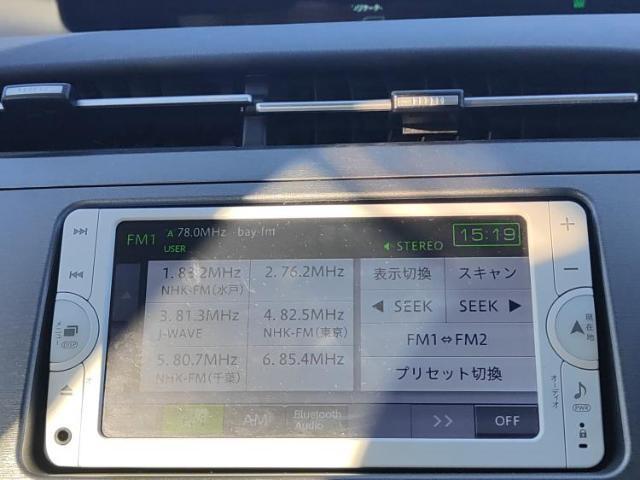 FM1 A 78.0MHz bay-fm
USER
STEREO 15:19
1. 83.2MHz
NHK-FM(水戸)
2. 76.2MHz
3. 81.3MHz
J-WAVE
4. 82.5MHz
NHK-FM(東京)
5. 80.7MHz
NHK-FM(千葉)
6. 85.4MHz
表示切換 スキャン
◀ SEEK SEEK ▶
FM1⇔FM2
プリセット切換
FM AM Bluetooth
Audio
>> OFF
DISP
現在地
オーディオ
PWR